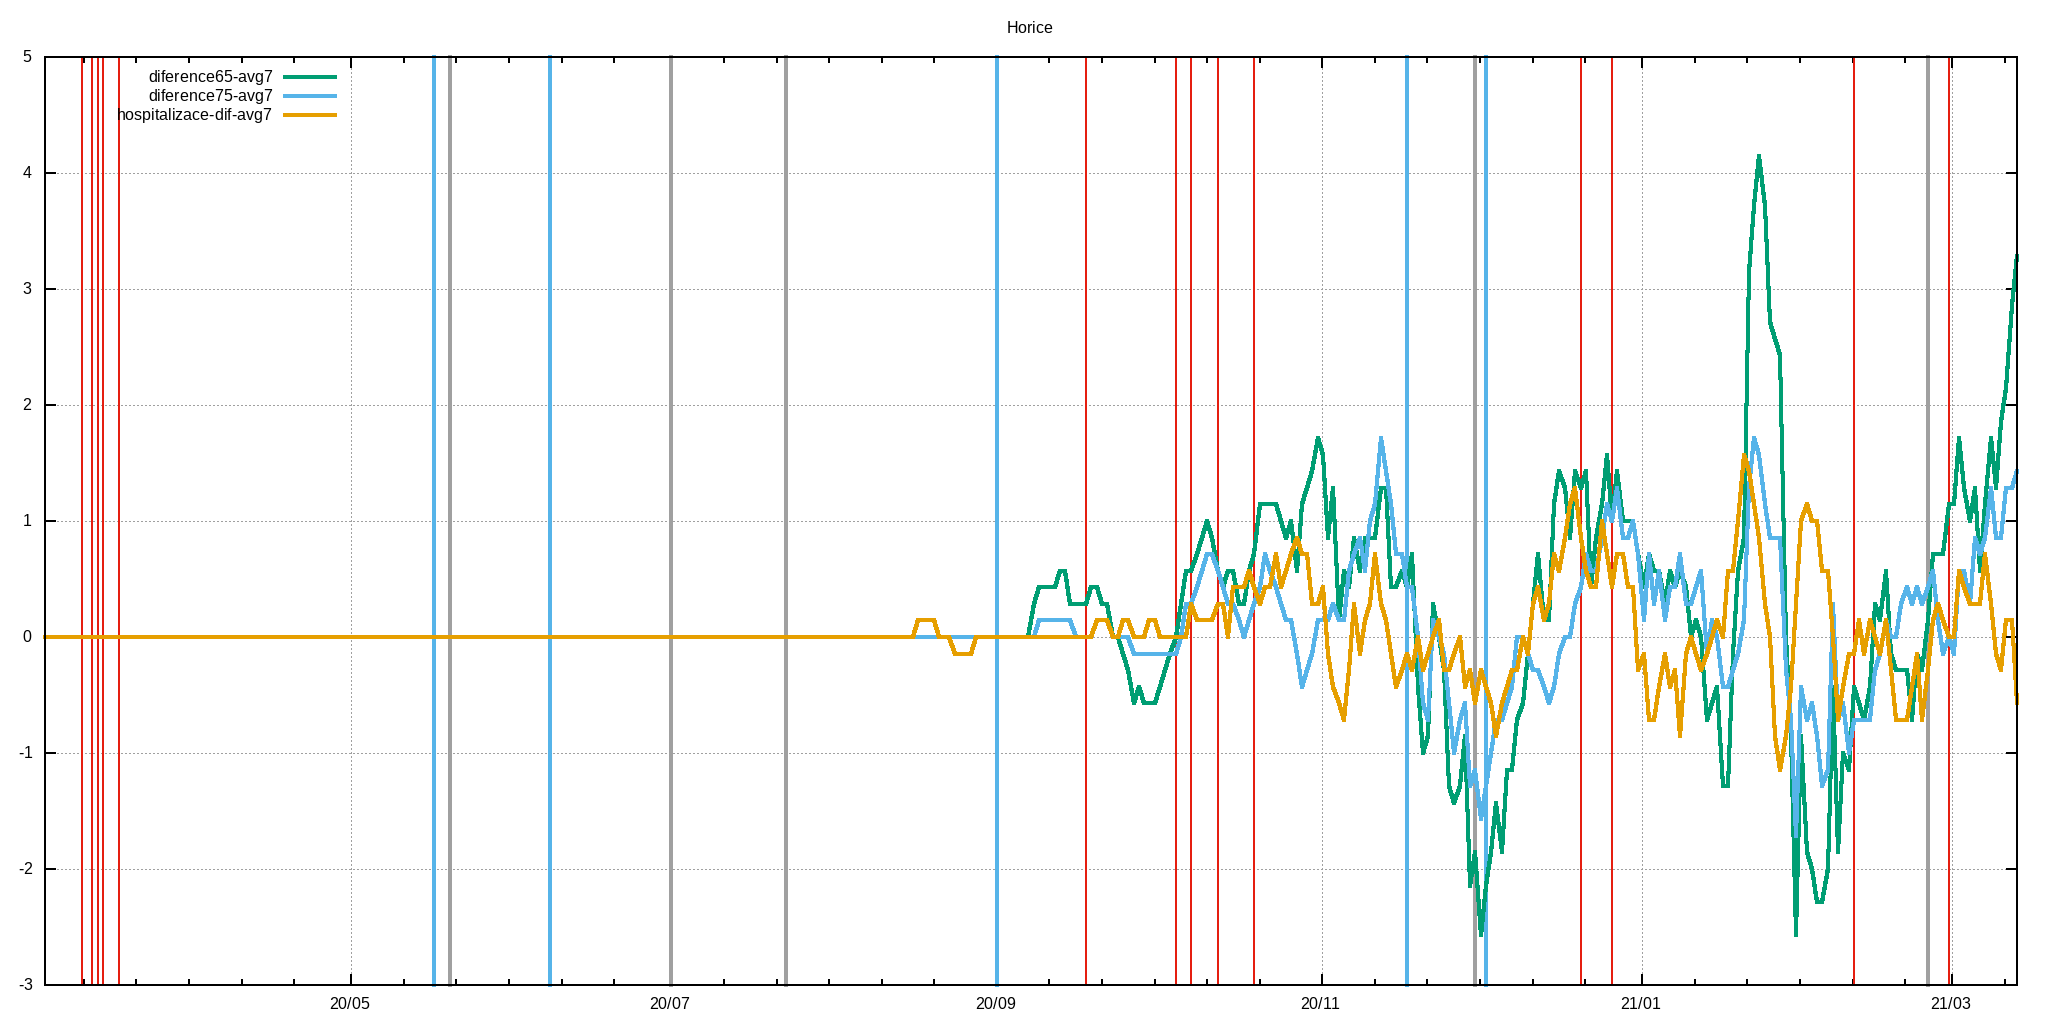 Horice
diference65-avg7
diference75-avg7
hospitalizace-dif-avg7
5
4
3
2
1
0
-1
-2
-3
20/05 20/07 20/09 20/11 21/01 21/03